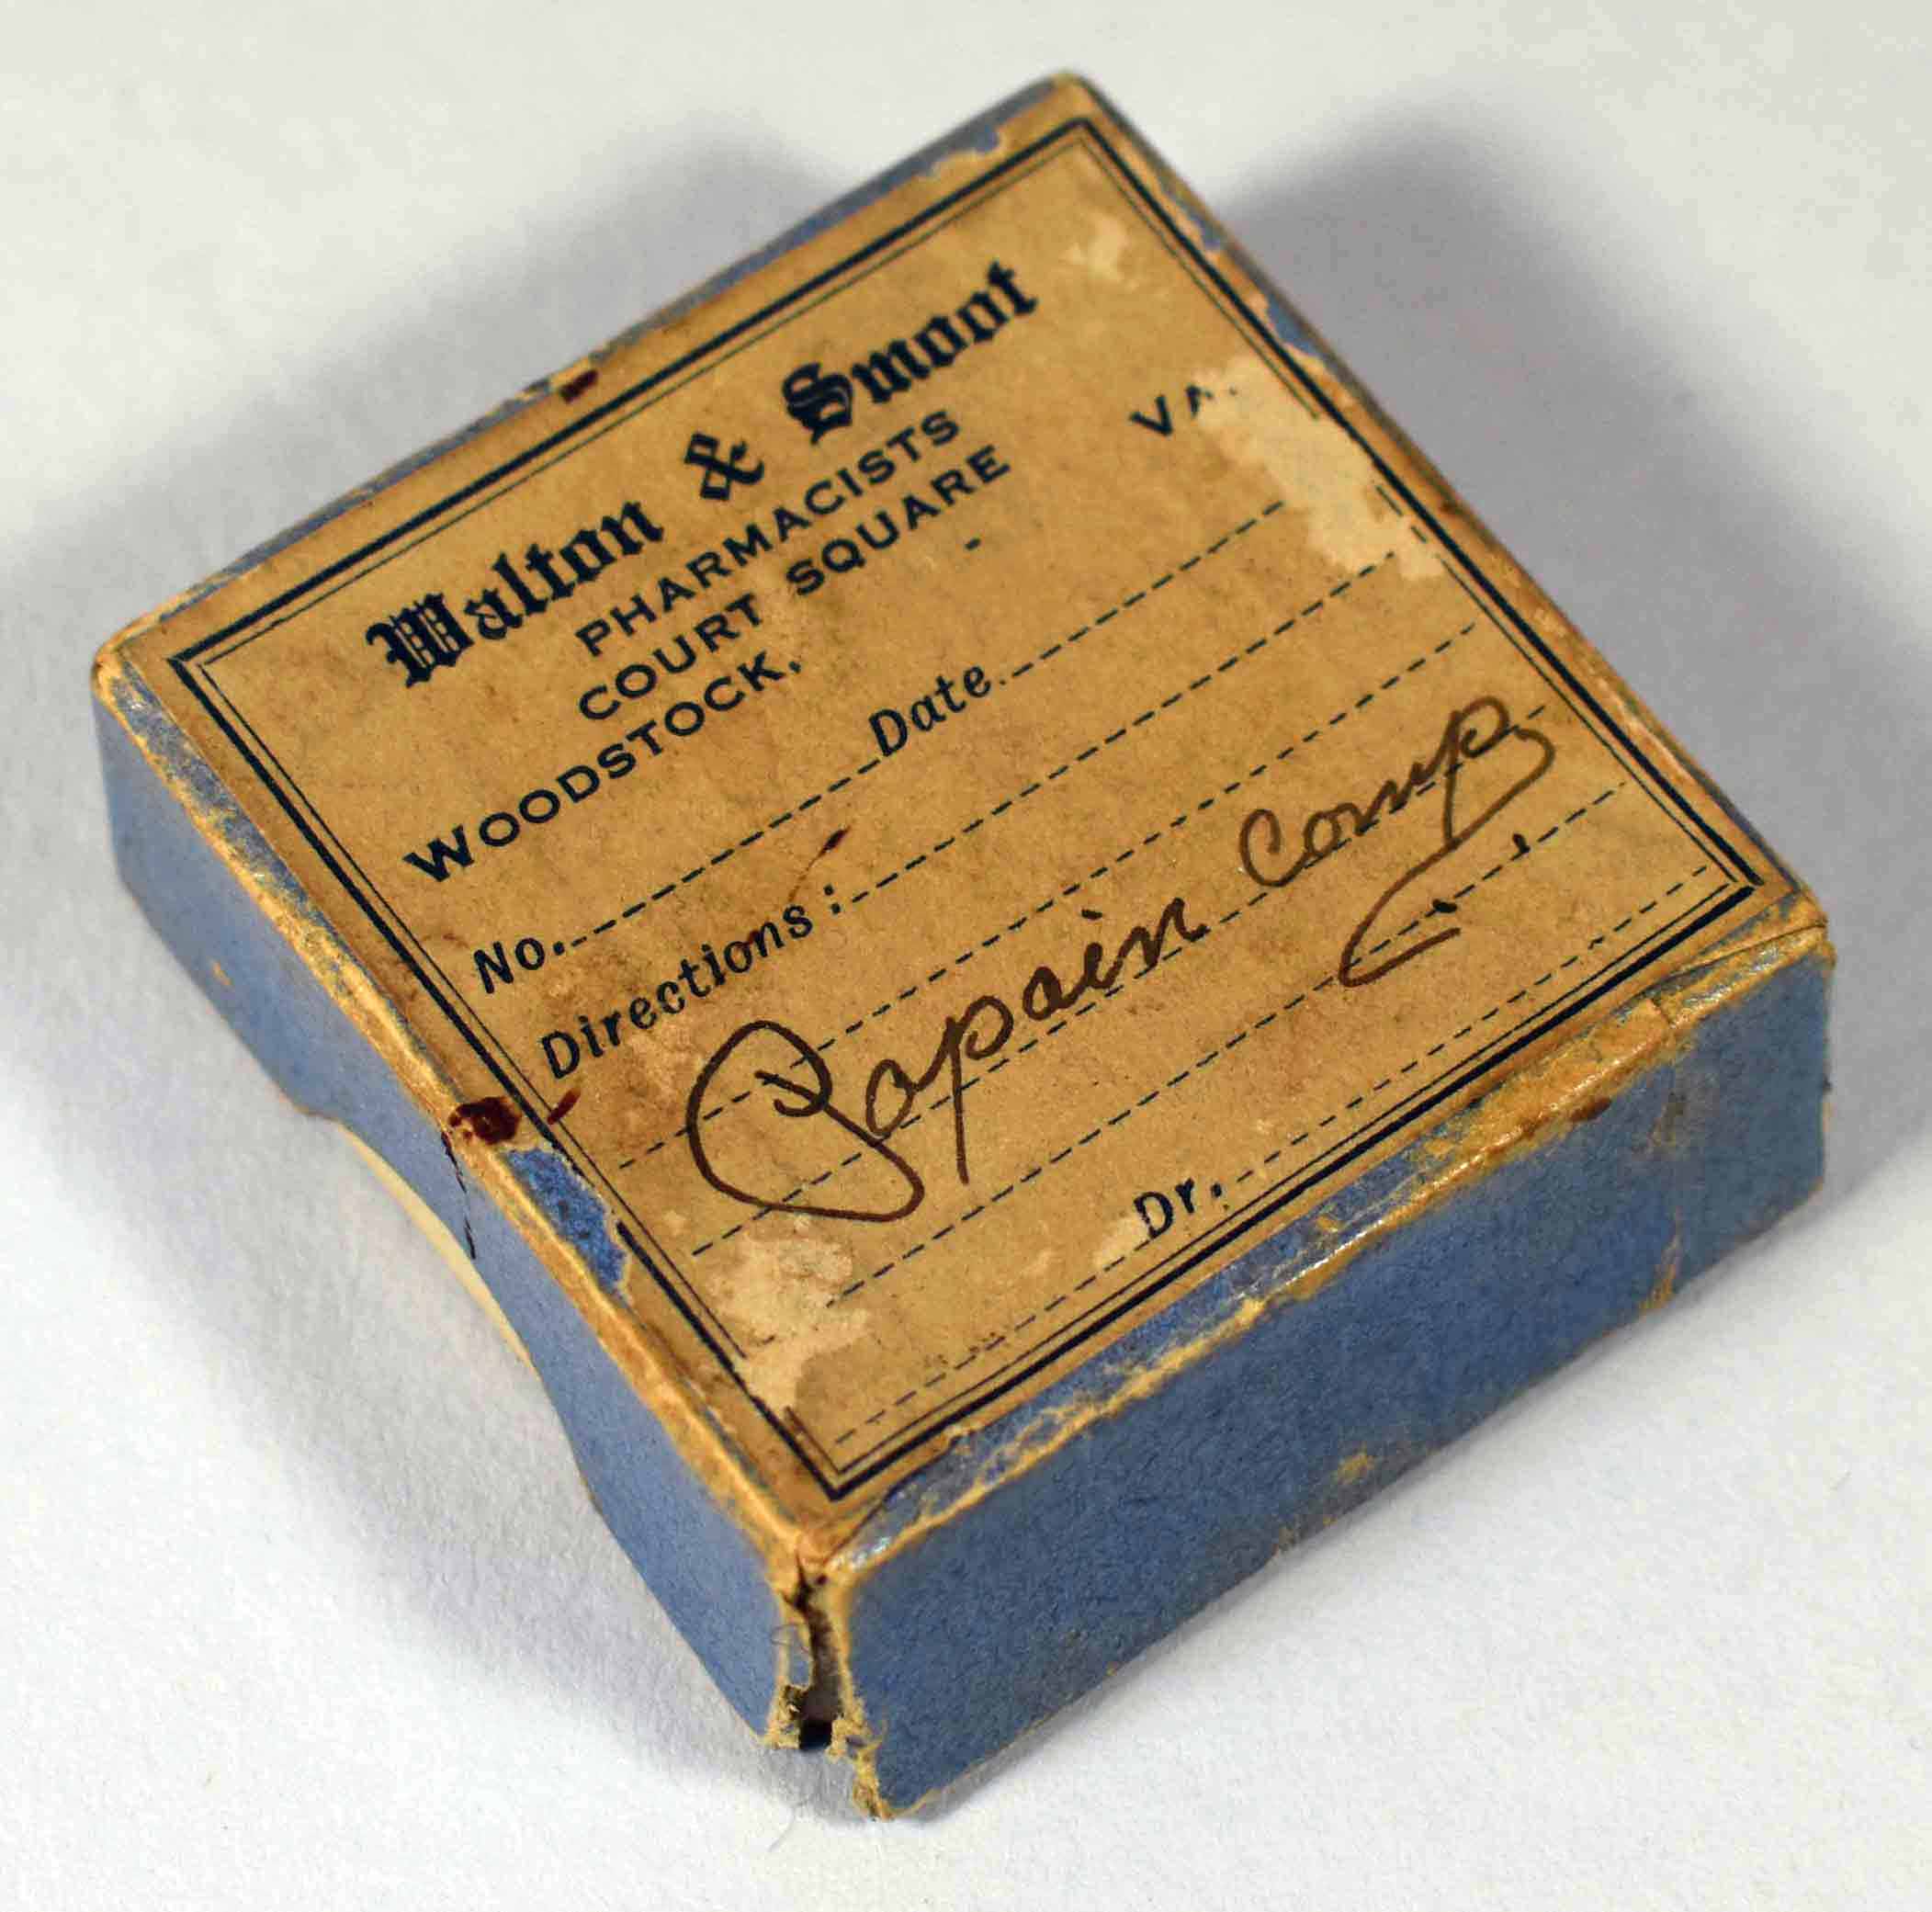 Walton & Smoot
PHARMACISTS
COURT SQUARE
WOODSTOCK, VA.
No. Date
Directions:
Papain Comp
Dr.